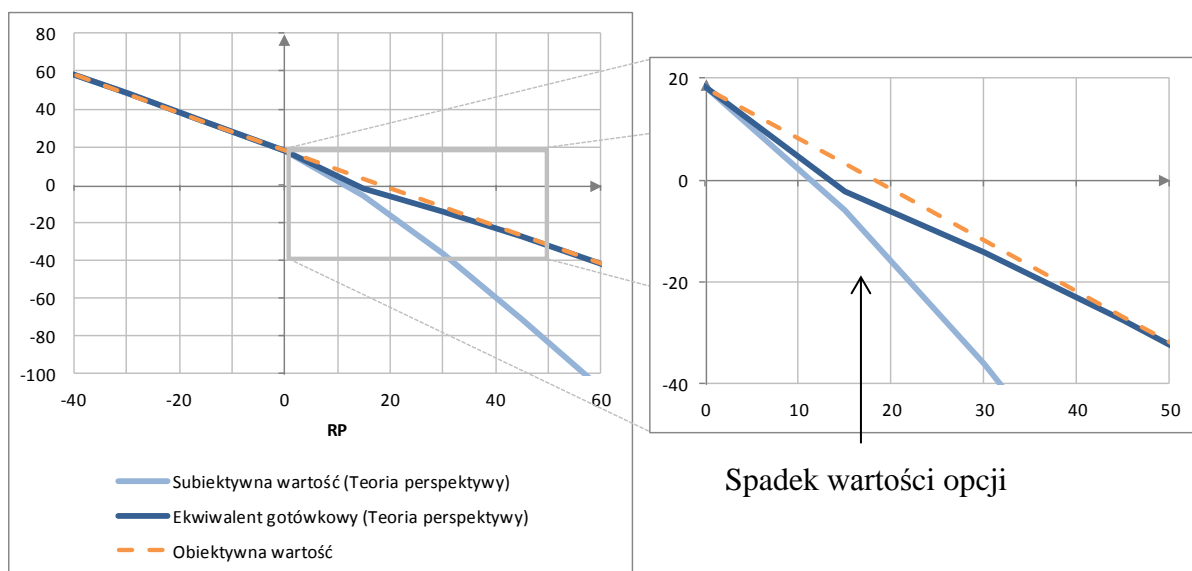 80
60
40
20
0
-20
-40
-60
-80
-100
-40 -20 0 20 40 60
RP
Subiektywna wartość (Teoria perspektywy)
Ekwiwalent gotówkowy (Teoria perspektywy)
Obiektywna wartość
20
0
-20
-40
0 10 20 30 40 50
Spadek wartości opcji